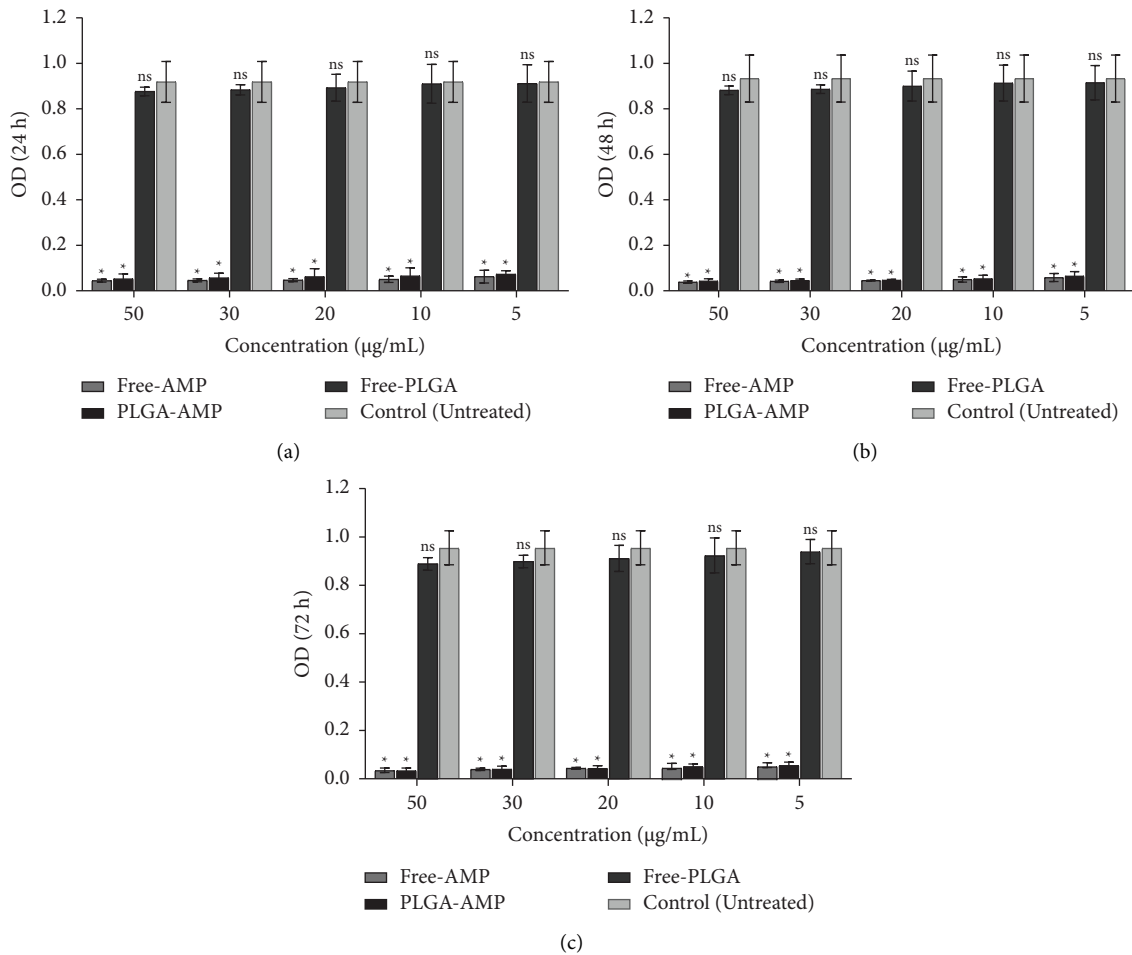 1.2
1.0
0.8
0.6
0.4
0.2
0.0
OD (24 h)
ns ns ns ns ns
* * * * * * * * * *
50 30 20 10 5
Concentration (µg/mL)
Free-AMP Free-PLGA
PLGA-AMP Control (Untreated)
(a)
1.2
1.0
0.8
0.6
0.4
0.2
0.0
OD (48 h)
ns ns ns ns ns
* * * * * * * * * *
50 30 20 10 5
Concentration (µg/mL)
Free-AMP Free-PLGA
PLGA-AMP Control (Untreated)
(b)
1.2
1.0
0.8
0.6
0.4
0.2
0.0
OD (72 h)
ns ns ns ns ns
* * * * * * * * * *
50 30 20 10 5
Concentration (µg/mL)
Free-AMP Free-PLGA
PLGA-AMP Control (Untreated)
(c)